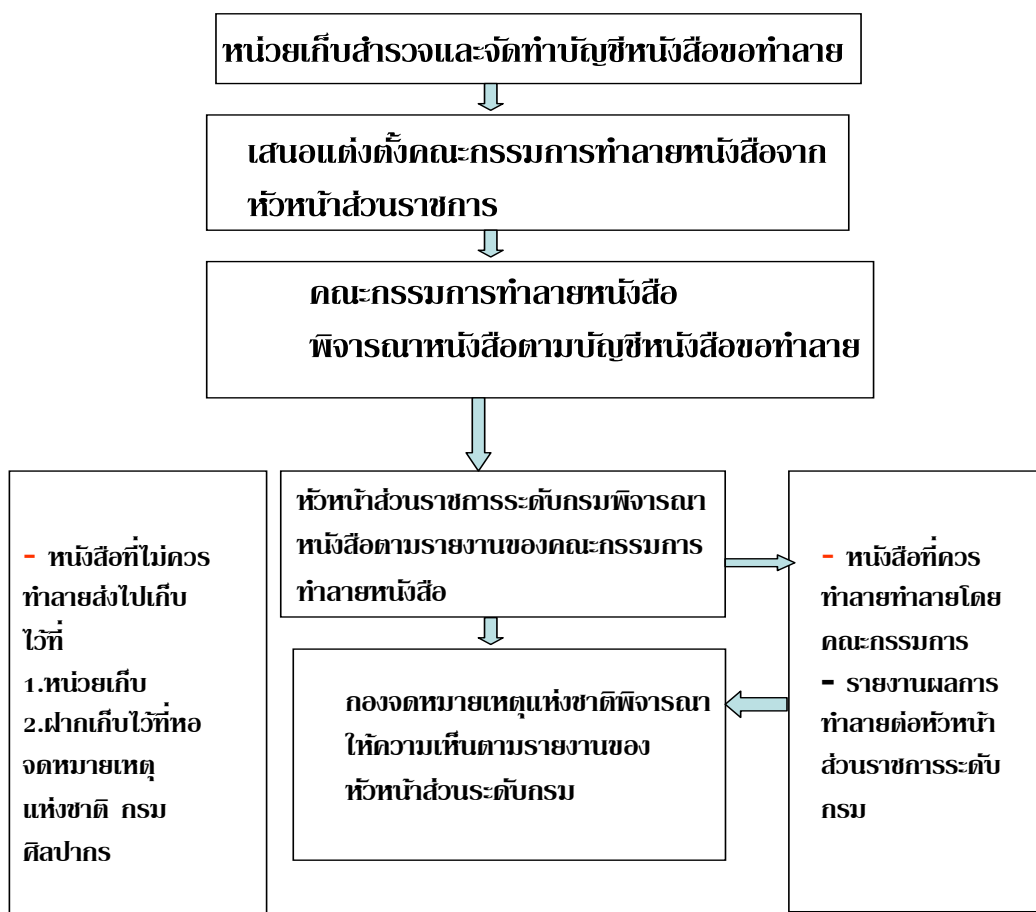 หน่วยเก็บสำรวจและจัดทำบัญชีหนังสือขอทำลาย
เสนอแต่งตั้งคณะกรรมการทำลายหนังสือจาก
หัวหน้าส่วนราชการ
คณะกรรมการทำลายหนังสือ
พิจารณาหนังสือตามบัญชีหนังสือขอทำลาย
- หนังสือที่ไม่ควร
ทำลายส่งไปเก็บ
ไว้ที่
1.หน่วยเก็บ
2.ฝากเก็บไว้ที่หอ
จดหมายเหตุ
แห่งชาติ กรม
ศิลปากร
หัวหน้าส่วนราชการระดับกรมพิจารณา
หนังสือตามรายงานของคณะกรรมการ
ทำลายหนังสือ
กองจดหมายเหตุแห่งชาติพิจารณา
ให้ความเห็นตามรายงานของ
หัวหน้าส่วนระดับกรม
- หนังสือที่ควร
ทำลายทำลายโดย
คณะกรรมการ
- รายงานผลการ
ทำลายต่อหัวหน้า
ส่วนราชการระดับ
กรม